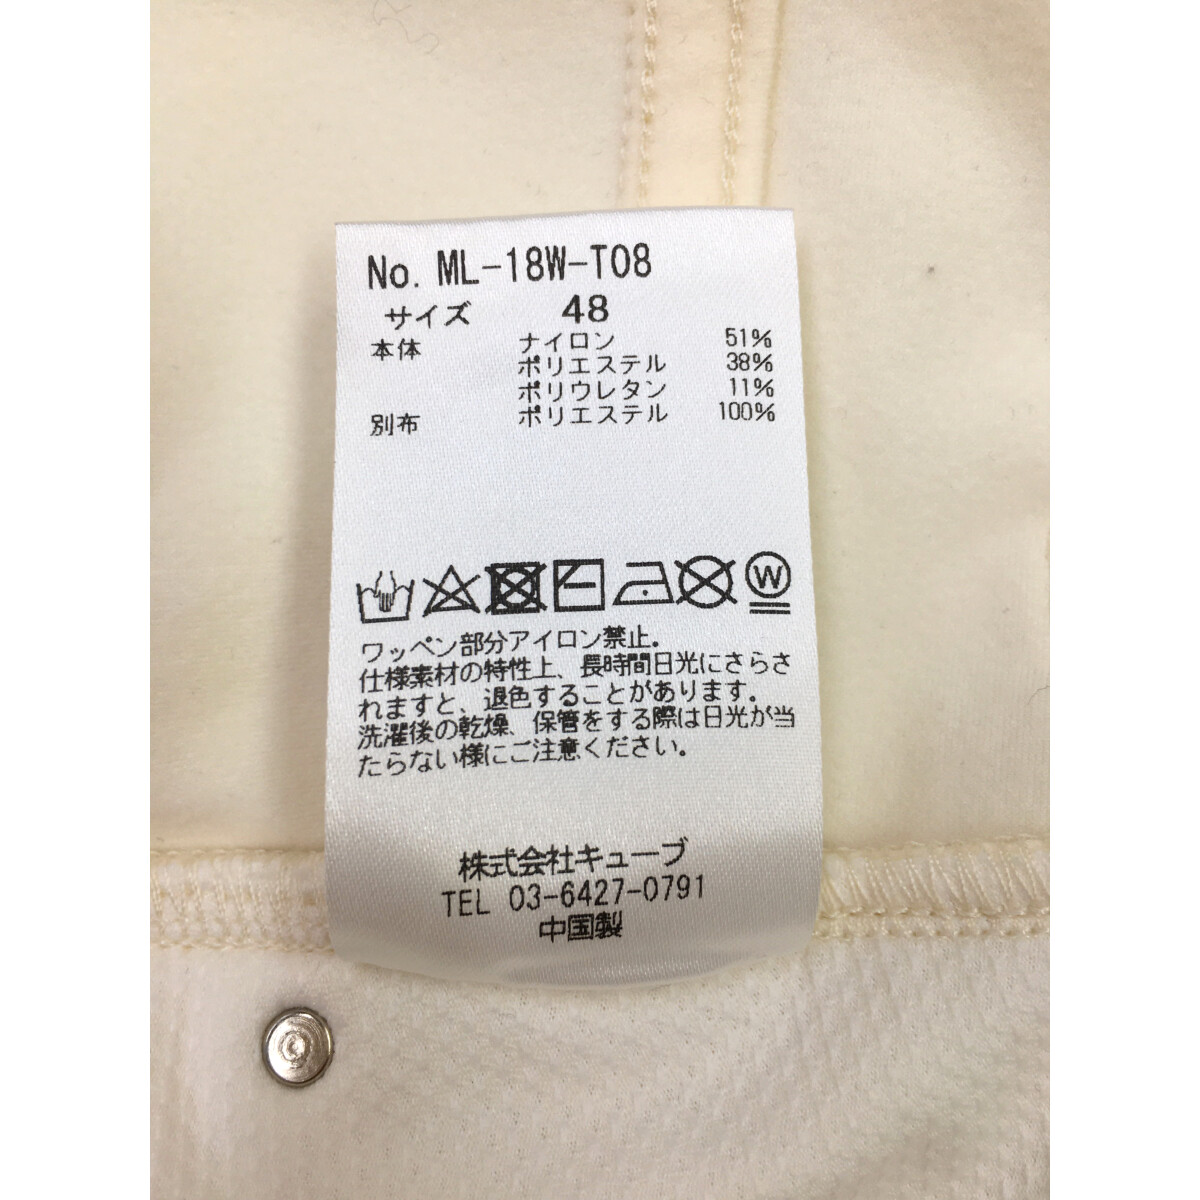 No. ML-18W-T08
サイズ 48
本体 ナイロン 51%
ポリエステル 38%
ポリウレタン 11%
別布 ポリエステル 100%
W
ワッペン部分アイロン禁止.
仕様素材の特性上、長時間日光にさらさ
れますと、退色することがあります。
洗濯後の乾燥、保管をする際は日光が当
たらない様にご注意ください。
株式会社キューブ
TEL 03-6427-0791
中国製